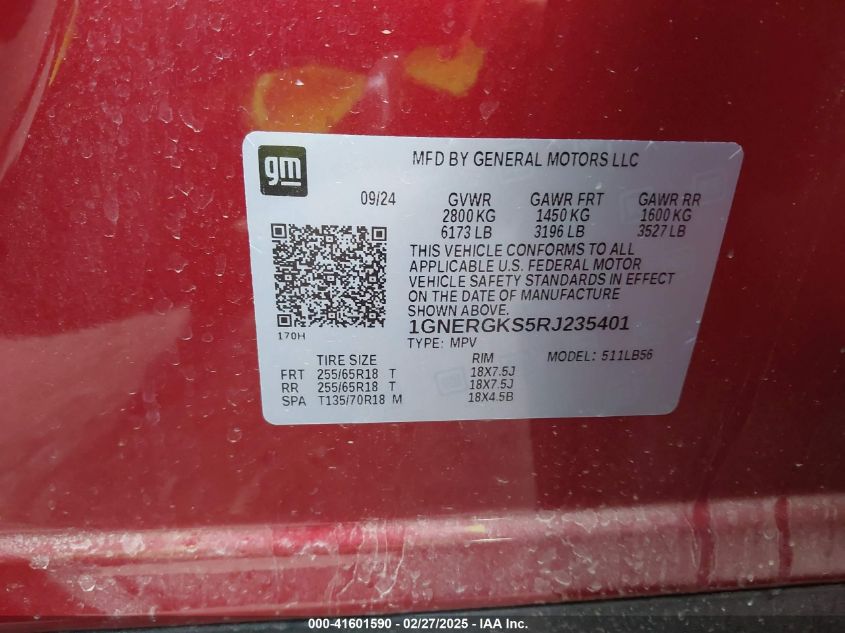 gm
MFD BY GENERAL MOTORS LLC
09/24 GVWR GAWR FRT GAWR RR
2800 KG 1450 KG 1600 KG
6173 LB 3196 LB 3527 LB
THIS VEHICLE CONFORMS TO ALL
APPLICABLE U.S. FEDERAL MOTOR
VEHICLE SAFETY STANDARDS IN EFFECT
ON THE DATE OF MANUFACTURE
SHOWN ABOVE.
170H 1GNERGKS5RJ235401
TYPE: MPV MODEL: 511LB56
TIRE SIZE RIM
FRT 255/65R18 T 18X7.5J
RR 255/65R18 T 18X7.5J
SPA T135/70R18 M 18X4.5B
000-41601590 - 02/27/2025 - IAA Inc.